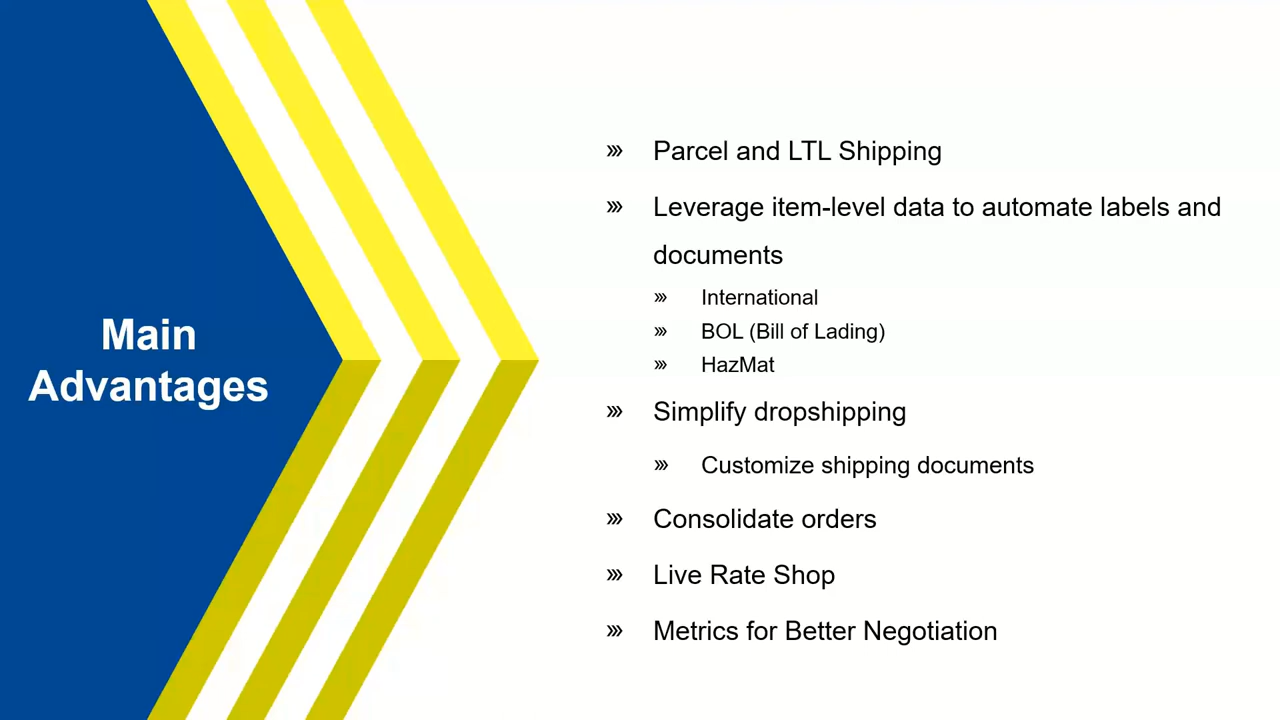 Main
Advantages
Parcel and LTL Shipping
Leverage item-level data to automate labels and
documents
International
BOL (Bill of Lading)
HazMat
Simplify dropshipping
Customize shipping documents
Consolidate orders
Live Rate Shop
Metrics for Better Negotiation